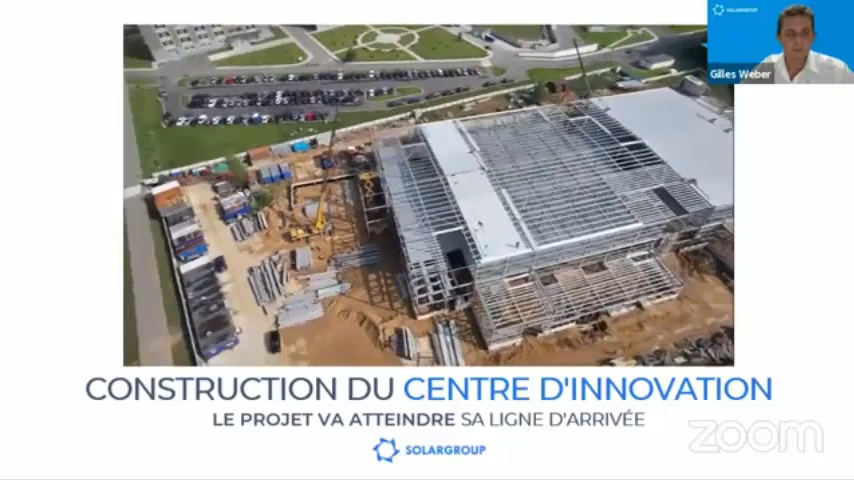 SOLARGROUP
Gilles Weber
CONSTRUCTION DU CENTRE D'INNOVATION
LE PROJET VA ATTEINDRE SA LIGNE D'ARRIVÉE
SOLARGROUP
zoom